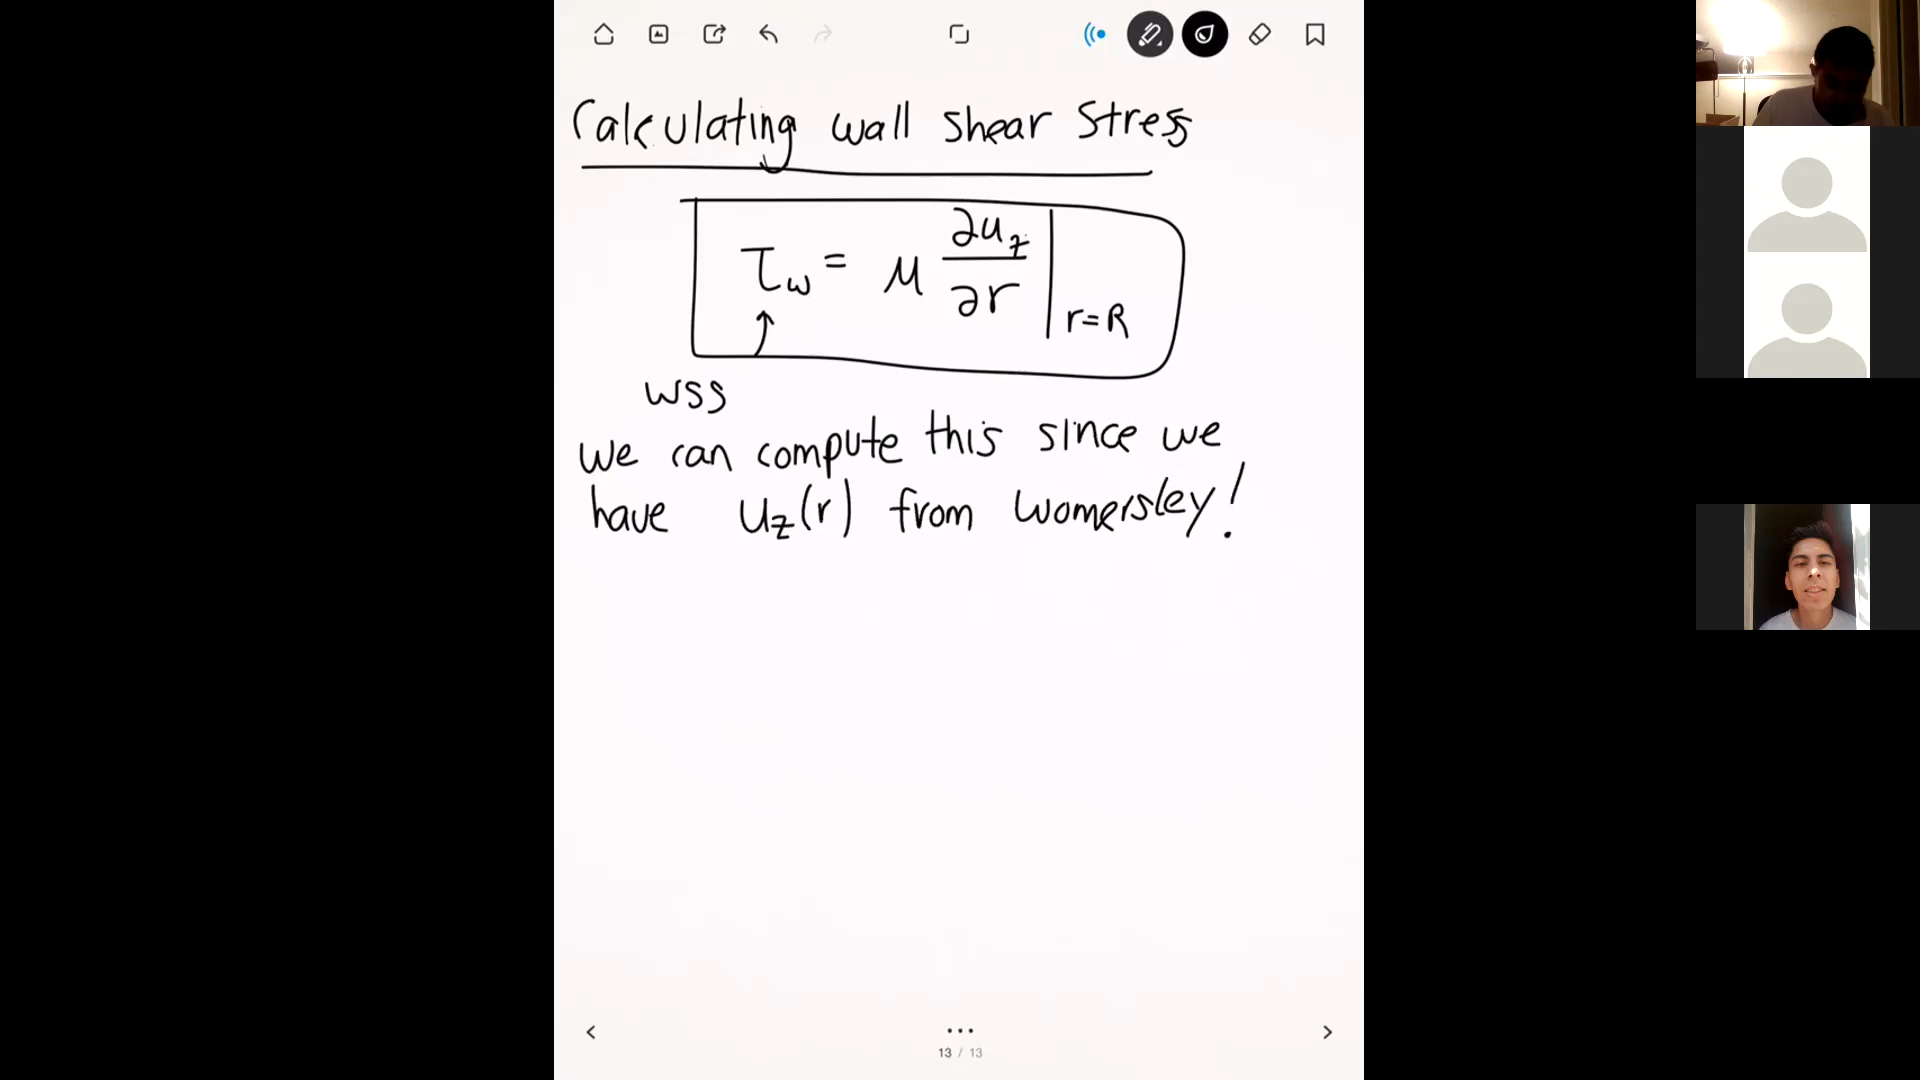 Calculating wall shear stress
τw = μ ∂uz/∂r | r=R
WSS
we can compute this since we
have uz(r) from womersley!
13 / 13